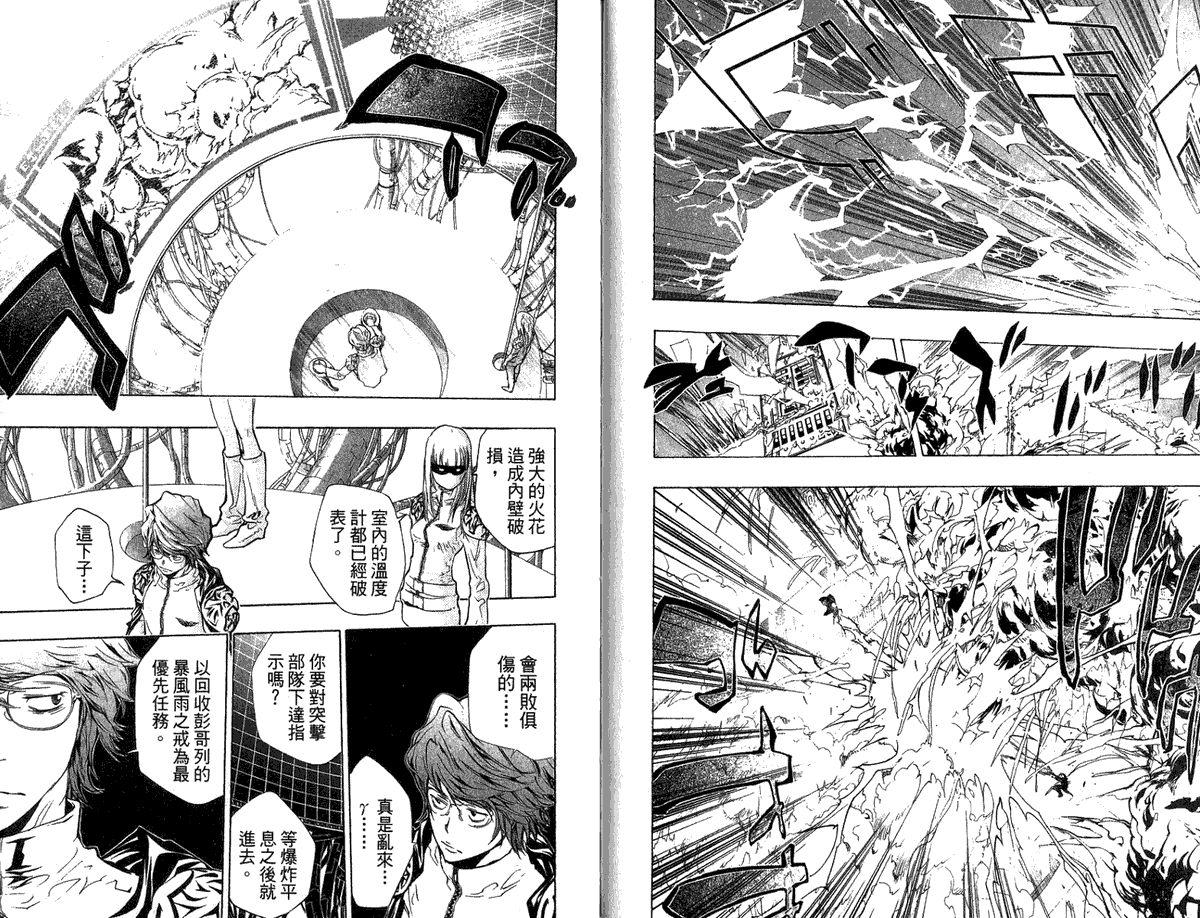 強大的火花
造成內壁破
損，
室內的溫度
計都已經破
表了。
這下子…
會兩敗俱
傷的……
真是亂來…
γ……
你要對突擊
部隊下達指
示嗎？
等爆炸平
息之後就
進去。
以回收彭哥列的
暴風雨之戒為最
優先任務。